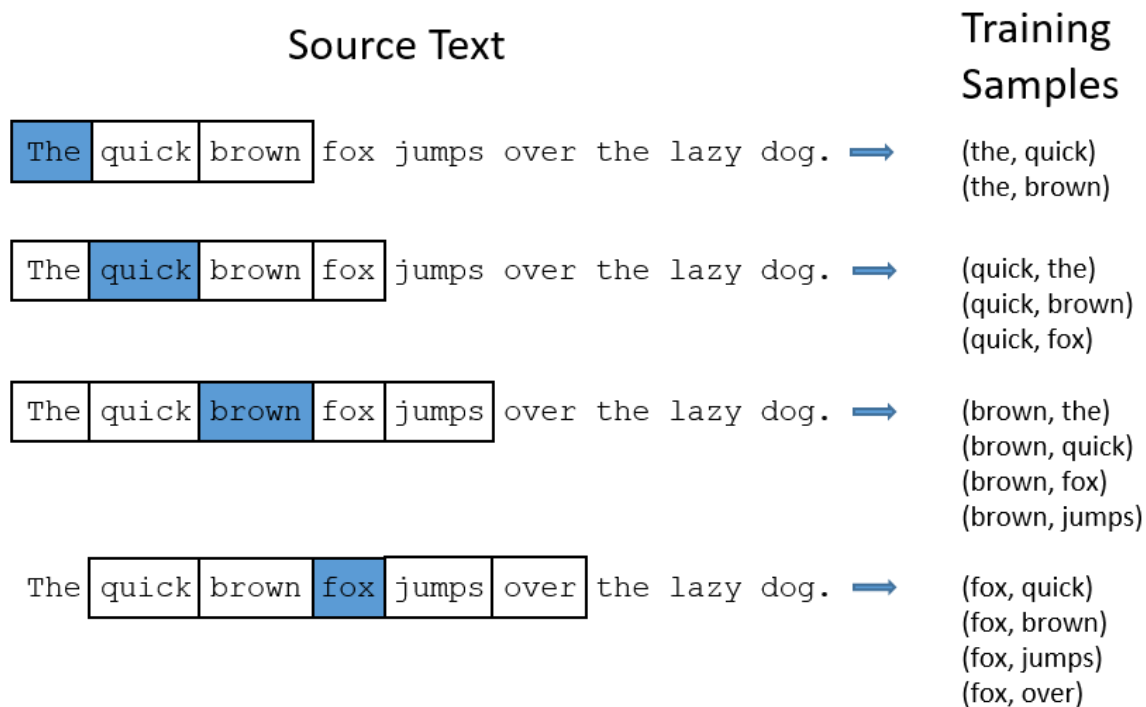 Source Text
Training
Samples
The quick brown fox jumps over the lazy dog.
(the, quick)
(the, brown)
The quick brown fox jumps over the lazy dog.
(quick, the)
(quick, brown)
(quick, fox)
The quick brown fox jumps over the lazy dog.
(brown, the)
(brown, quick)
(brown, fox)
(brown, jumps)
The quick brown fox jumps over the lazy dog.
(fox, quick)
(fox, brown)
(fox, jumps)
(fox, over)